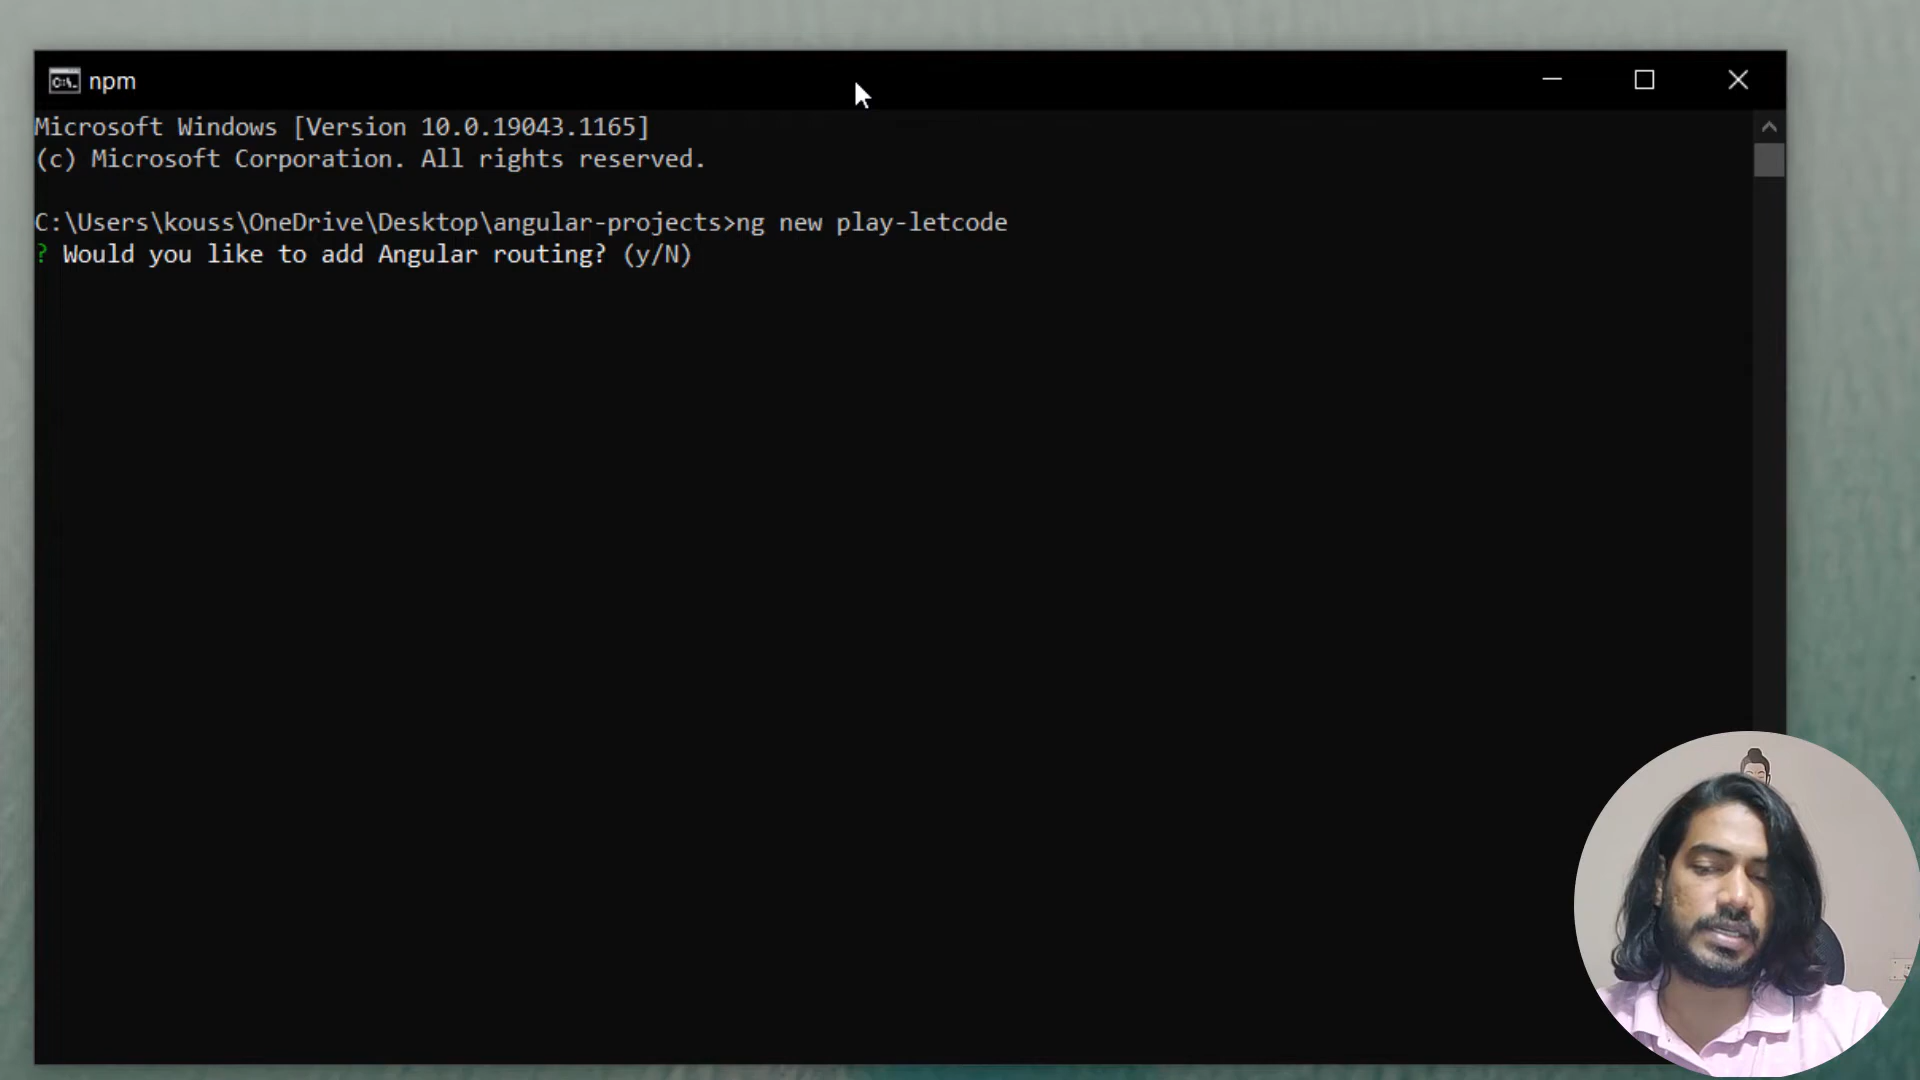 npm
Microsoft Windows [Version 10.0.19043.1165]
(c) Microsoft Corporation. All rights reserved.
C:\Users\kouss\OneDrive\Desktop\angular-projects>ng new play-letcode
? Would you like to add Angular routing? (y/N)